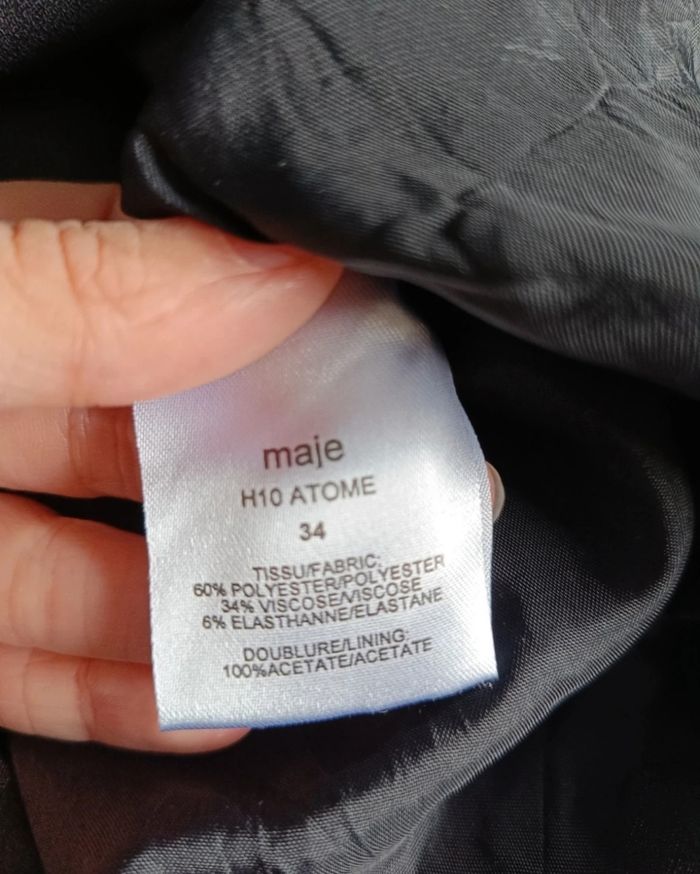 maje
H10 ATOME
34
TISSU/FABRIC:
60% POLYESTER/POLYESTER
34% VISCOSE/VISCOSE
6% ELASTHANNE/ELASTANE
DOUBLURE/LINING:
100%ACETATE/ACETATE